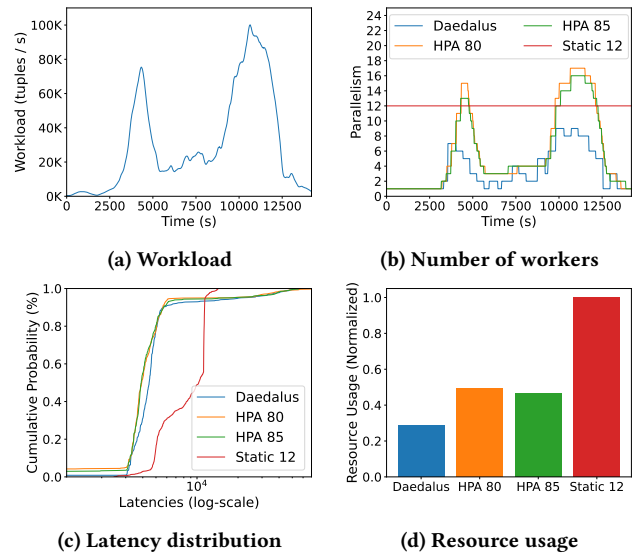 100K
80K
60K
40K
20K
0K
Workload (tuples / s)
0 2500 5000 7500 10000 12500
Time (s)
(a) Workload
24
22
20
18
16
14
12
10
8
6
4
2
0
Parallelism
Daedalus
HPA 80
HPA 85
Static 12
0 2500 5000 7500 10000 12500
Time (s)
(b) Number of workers
1.0
0.8
0.6
0.4
0.2
0.0
Cumulative Probability (%)
Daedalus
HPA 80
HPA 85
Static 12
10⁴
Latencies (log-scale)
(c) Latency distribution
1.0
0.8
0.6
0.4
0.2
0.0
Resource Usage (Normalized)
Daedalus HPA 80 HPA 85 Static 12
(d) Resource usage